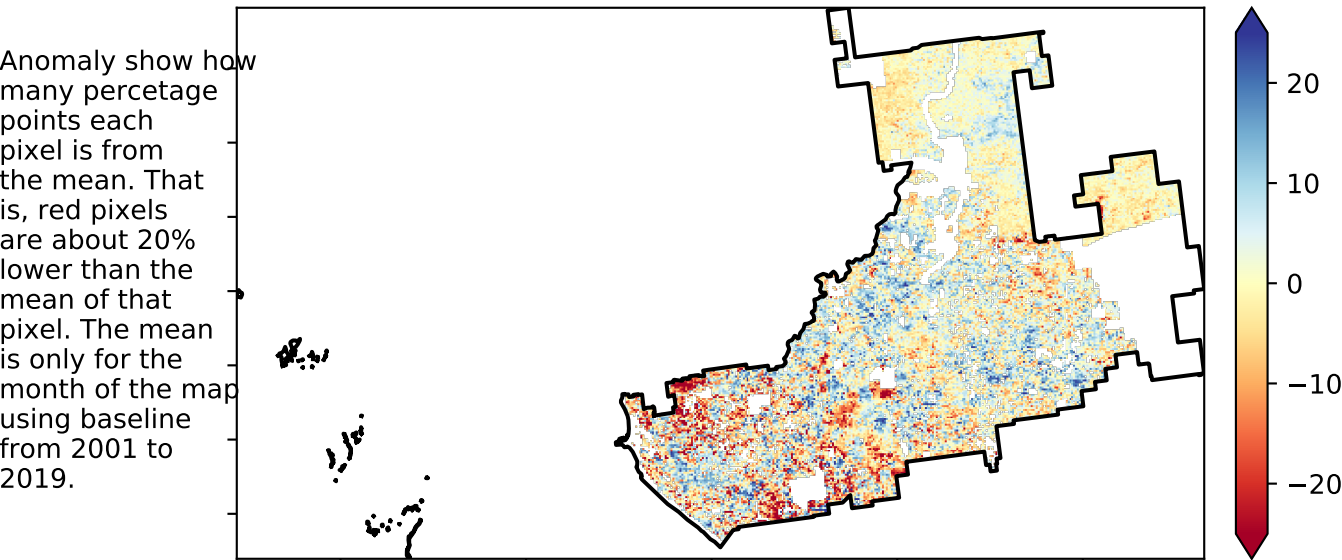 Anomaly show how
many percetage
points each
pixel is from
the mean. That
is, red pixels
are about 20%
lower than the
mean of that
pixel. The mean
is only for the
month of the map
using baseline
from 2001 to
2019.
20
10
0
−10
−20